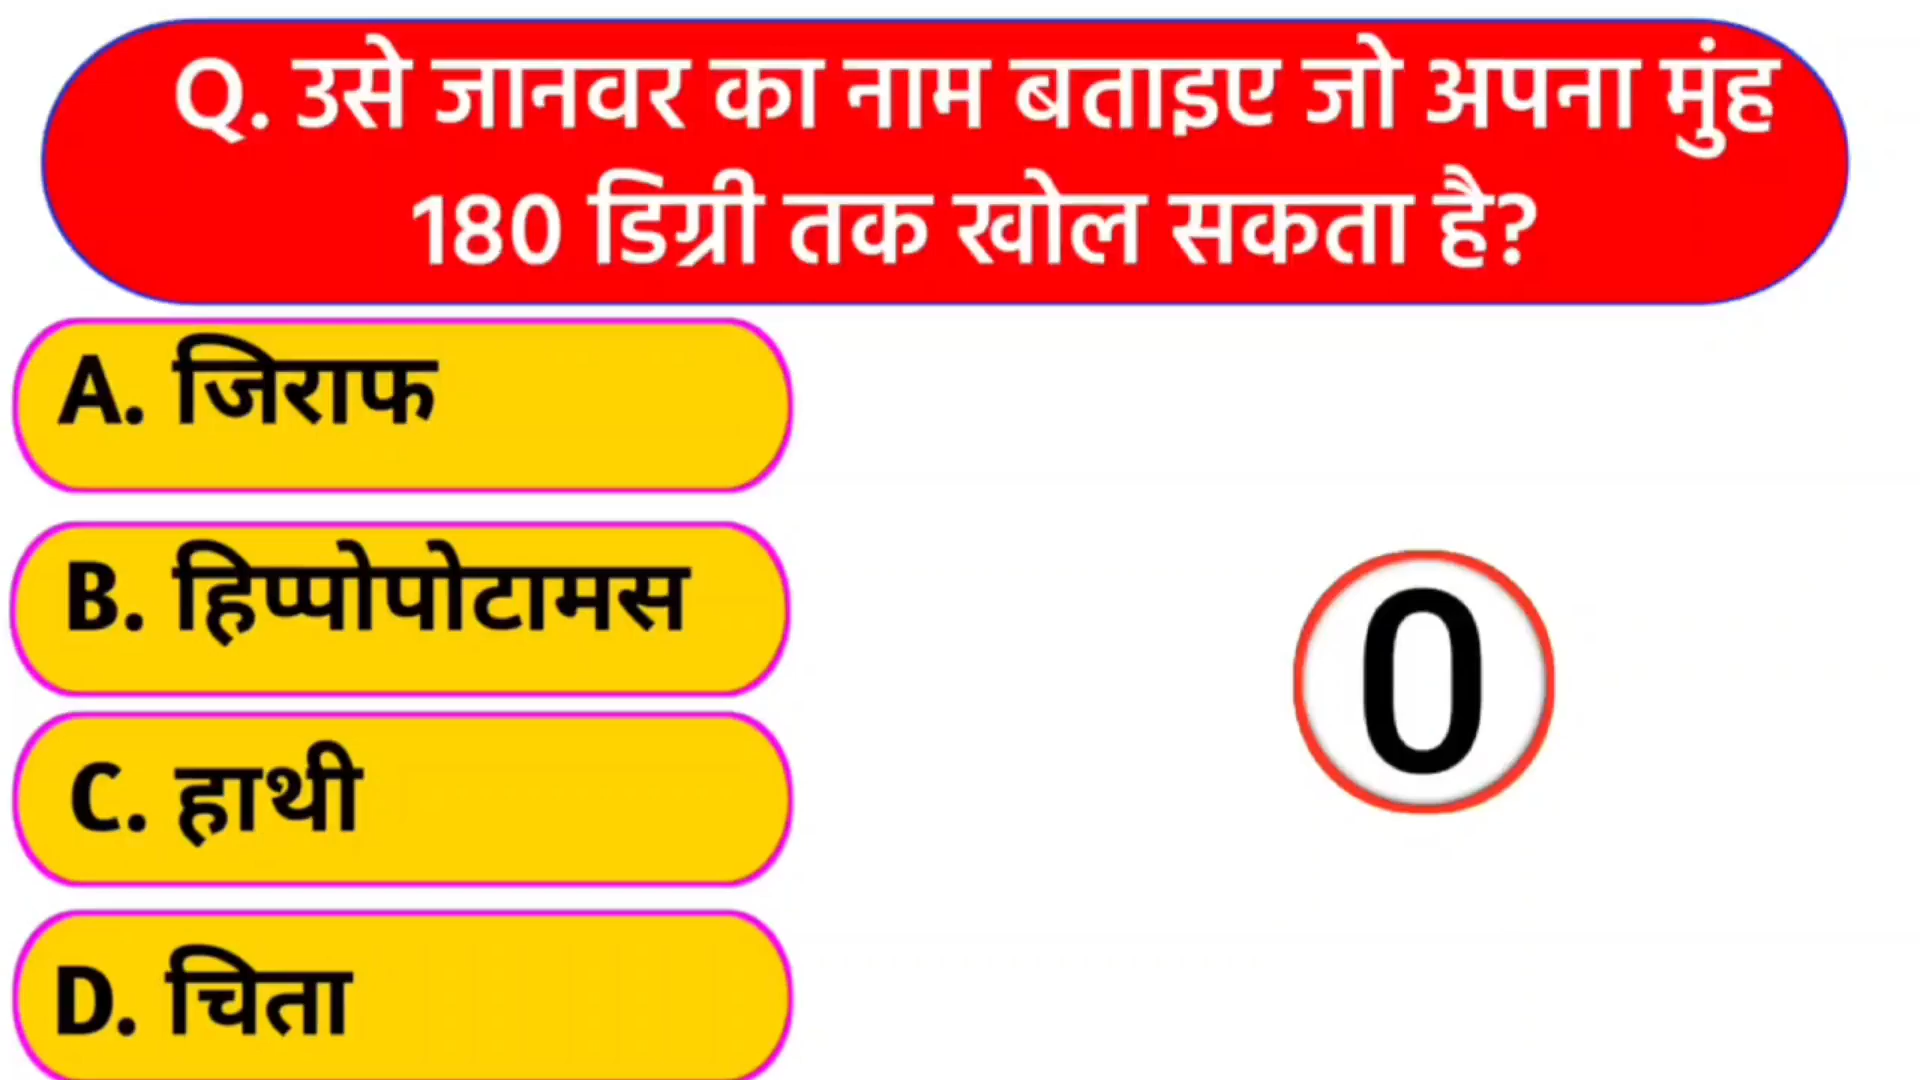 Q. उसे जानवर का नाम बताइए जो अपना मुंह
180 डिग्री तक खोल सकता है?
A. जिराफ
B. हिप्पोपोटामस
0
C. हाथी
D. चिता